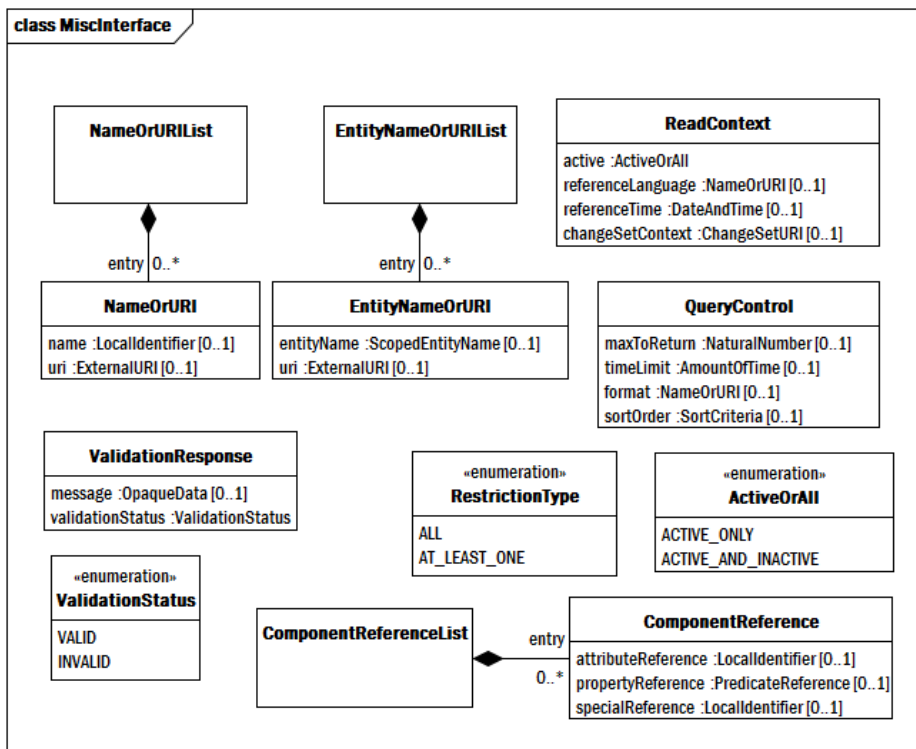 class MiscInterface
NameOrURIList
EntityNameOrURIList
ReadContext
active :ActiveOrAll
referenceLanguage :NameOrURI [0..1]
referenceTime :DateAndTime [0..1]
changeSetContext :ChangeSetURI [0..1]
entry 0..*
entry 0..*
NameOrURI
name :LocalIdentifier [0..1]
uri :ExternalURI [0..1]
EntityNameOrURI
entityName :ScopedEntityName [0..1]
uri :ExternalURI [0..1]
QueryControl
maxToReturn :NaturalNumber [0..1]
timeLimit :AmountOfTime [0..1]
format :NameOrURI [0..1]
sortOrder :SortCriteria [0..1]
ValidationResponse
message :OpaqueData [0..1]
validationStatus :ValidationStatus
«enumeration»
RestrictionType
ALL
AT_LEAST_ONE
«enumeration»
ActiveOrAll
ACTIVE_ONLY
ACTIVE_AND_INACTIVE
«enumeration»
ValidationStatus
VALID
INVALID
ComponentReferenceList
entry
0..*
ComponentReference
attributeReference :LocalIdentifier [0..1]
propertyReference :PredicateReference [0..1]
specialReference :LocalIdentifier [0..1]